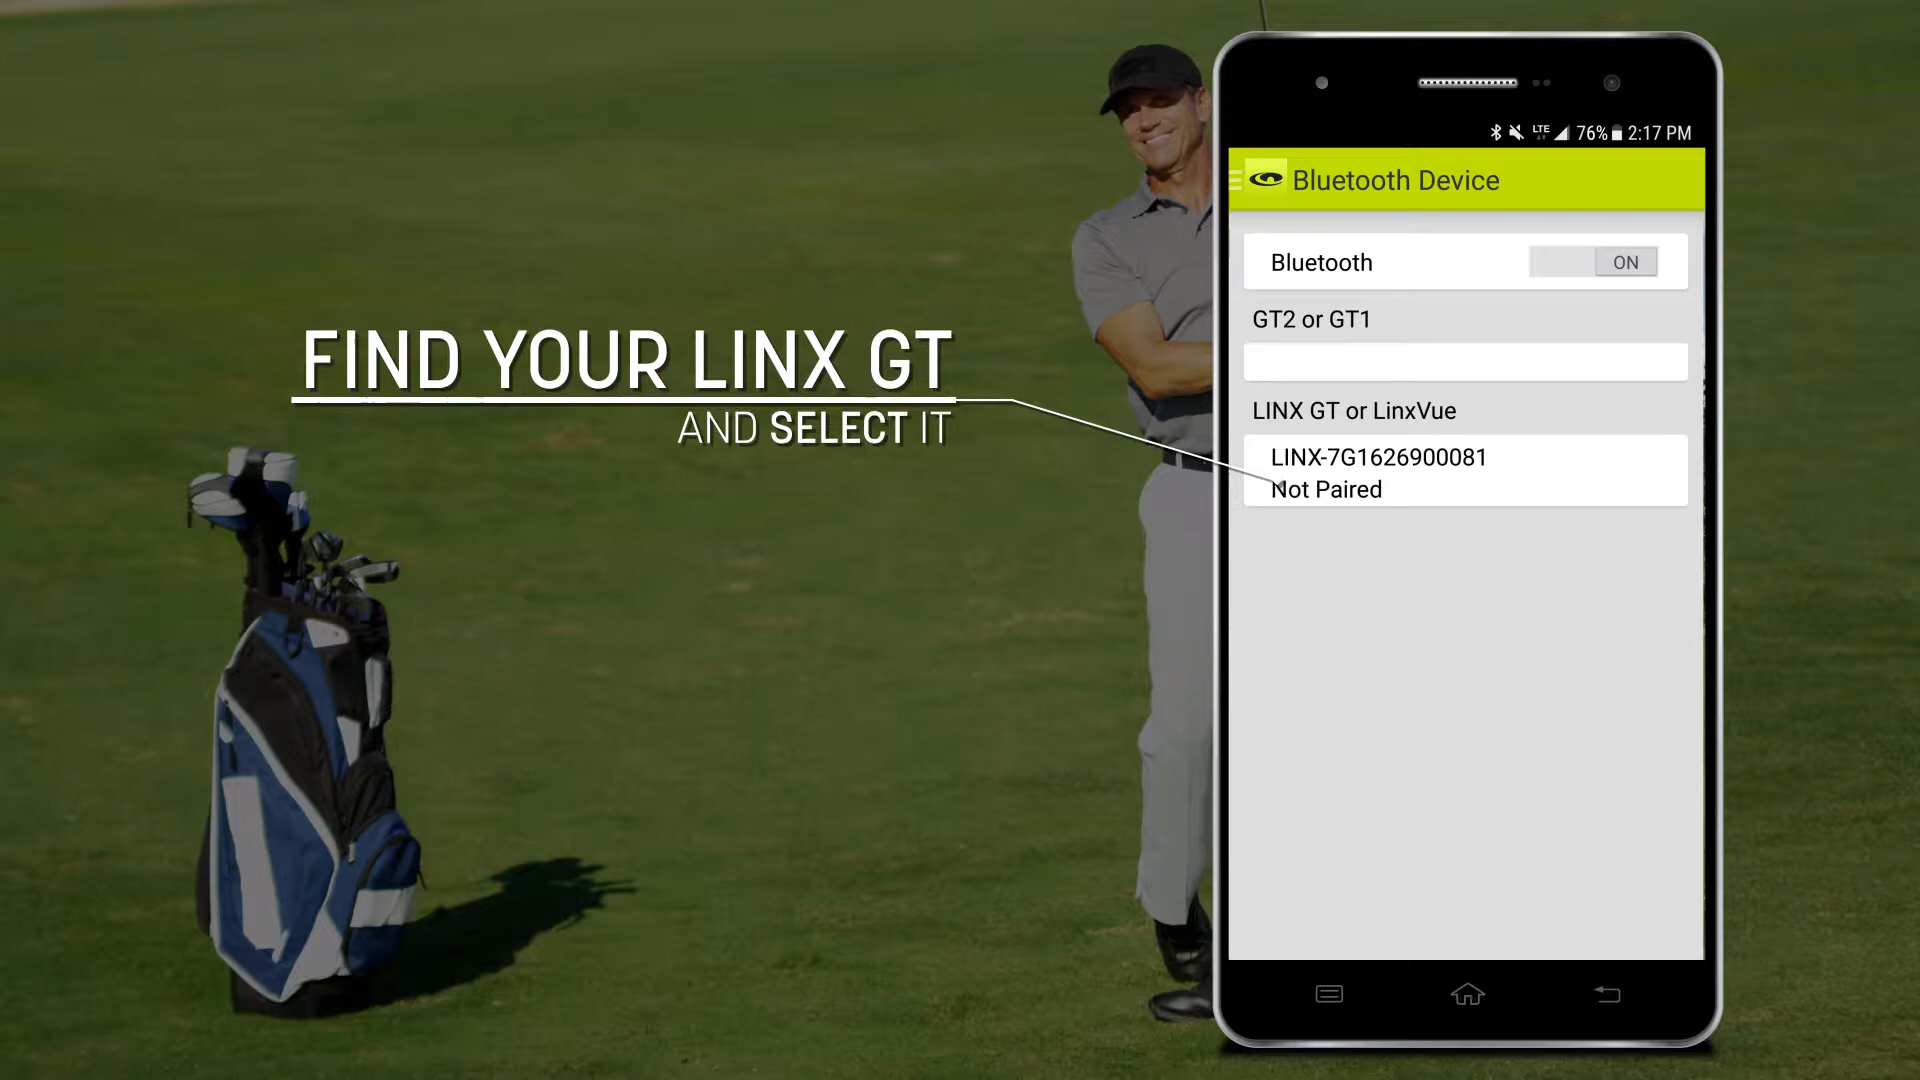 FIND YOUR LINX GT
AND SELECT IT
LTE 76% 2:17 PM
Bluetooth Device
Bluetooth
ON
GT2 or GT1
LINX GT or LinxVue
LINX-7G1626900081
Not Paired